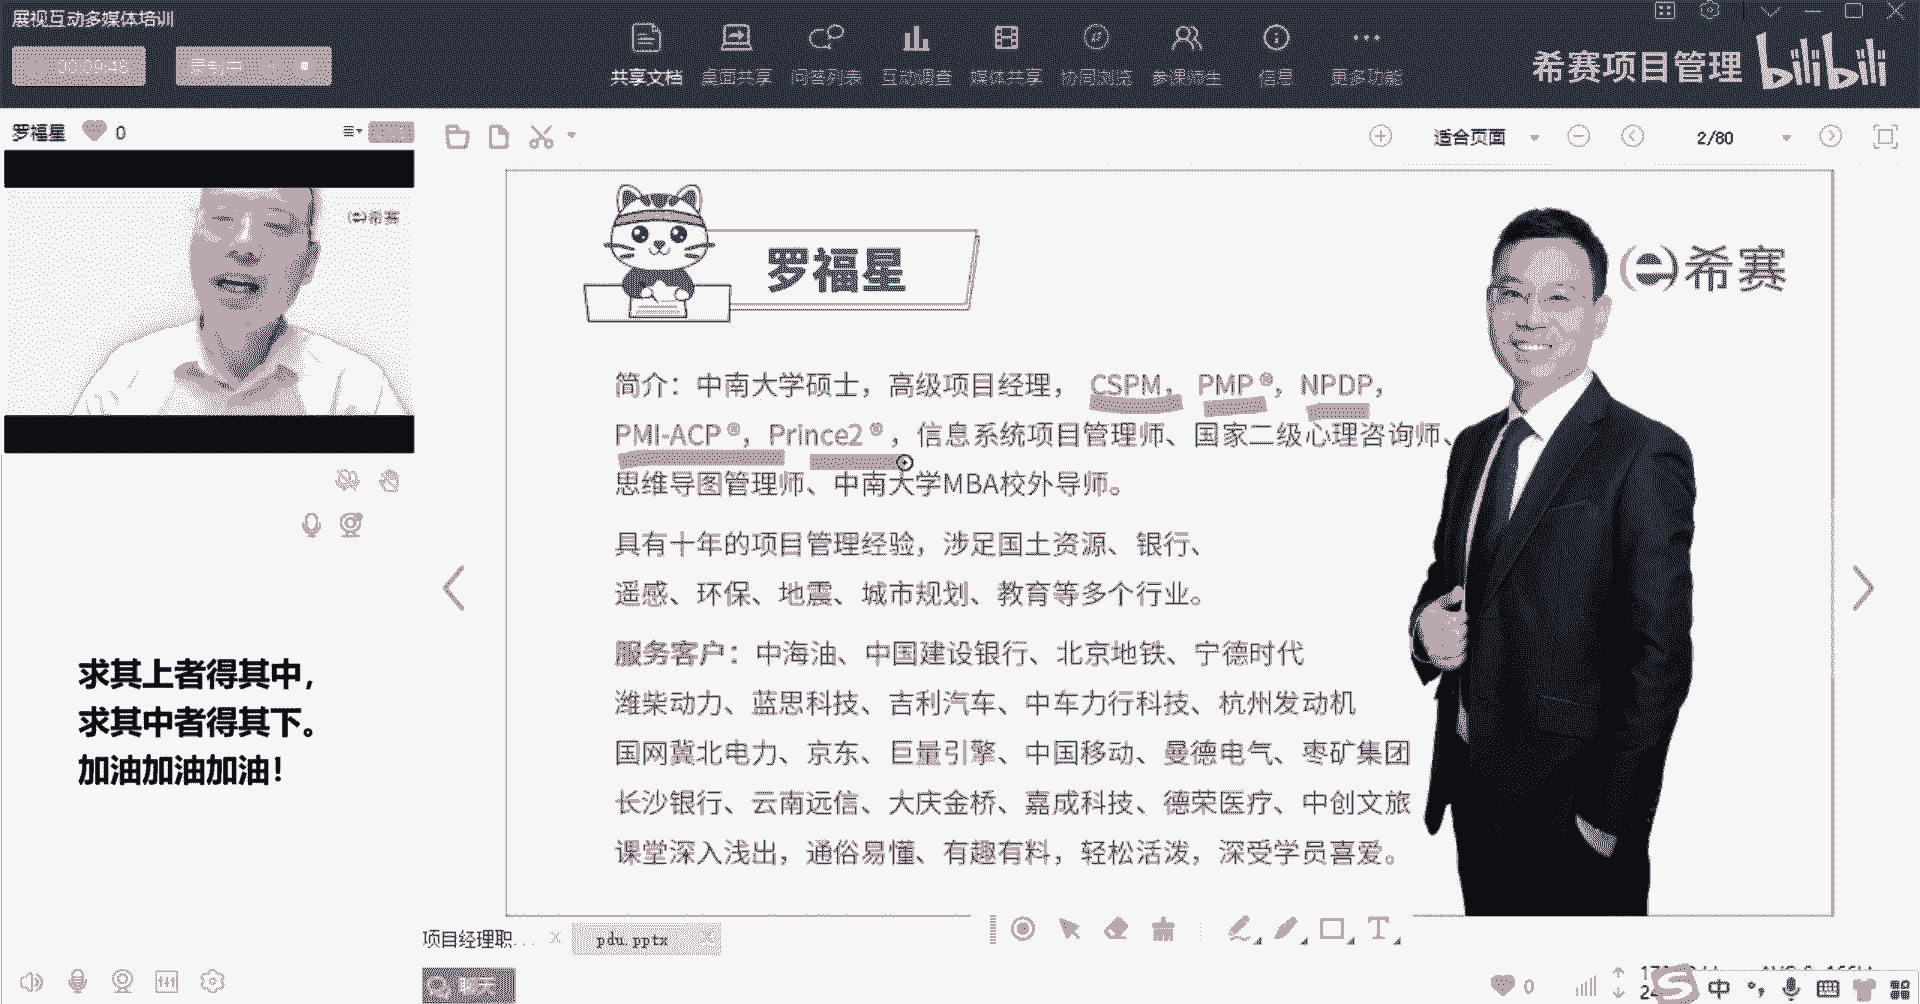 展视互动多媒体培训
00:09:48
录制中
共享文档 桌面共享 问答列表 互动调查 媒体共享 协同浏览 参课师生 信息 更多功能
希赛项目管理 bilibili
罗福星 0
适合页面
2/80
希赛
罗福星
希赛
简介：中南大学硕士，高级项目经理， CSPM， PMP®，NPDP，
PMI-ACP®，Prince2®，信息系统项目管理师、国家二级心理咨询师、
思维导图管理师、中南大学MBA校外导师。
具有十年的项目管理经验，涉足国土资源、银行、
遥感、环保、地震、城市规划、教育等多个行业。
服务客户：中海油、中国建设银行、北京地铁、宁德时代
潍柴动力、蓝思科技、吉利汽车、中车力行科技、杭州发动机
国网冀北电力、京东、巨量引擎、中国移动、曼德电气、枣矿集团
长沙银行、云南远信、大庆金桥、嘉成科技、德荣医疗、中创文旅
课堂深入浅出，通俗易懂、有趣有料，轻松活泼，深受学员喜爱。
求其上者得其中，
求其中者得其下。
加油加油加油！
项目经理职... pdu.pptx
聊天
0
中